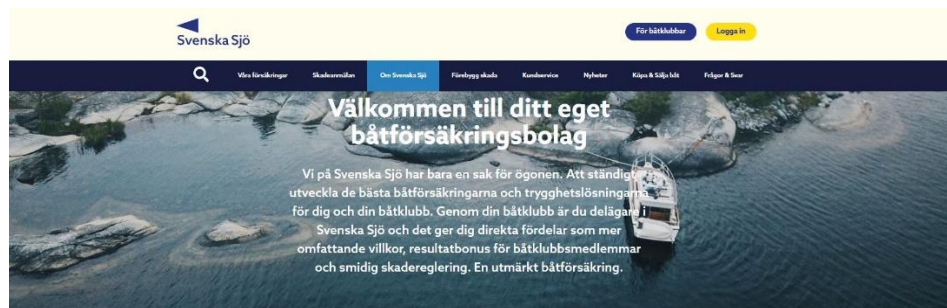 Svenska Sjö
För båtklubbar
Logga in
Våra försäkringar Skadeanmälan Om Svenska Sjö Förebygg skada Kundservice Nyheter Köpa & Sälja båt Frågor & Svar
Välkommen till ditt eget
båtförsäkringsbolag
Vi på Svenska Sjö har bara en sak för ögonen. Att ständigt
utveckla de bästa båtförsäkringarna och trygghetslösningarna
för dig och din båtklubb. Genom din båtklubb är du delägare i
Svenska Sjö och det ger dig direkta fördelar som mer
omfattande villkor, resultatbonus för båtklubbsmedlemmar
och smidig skadereglering. En utmärkt båtförsäkring.